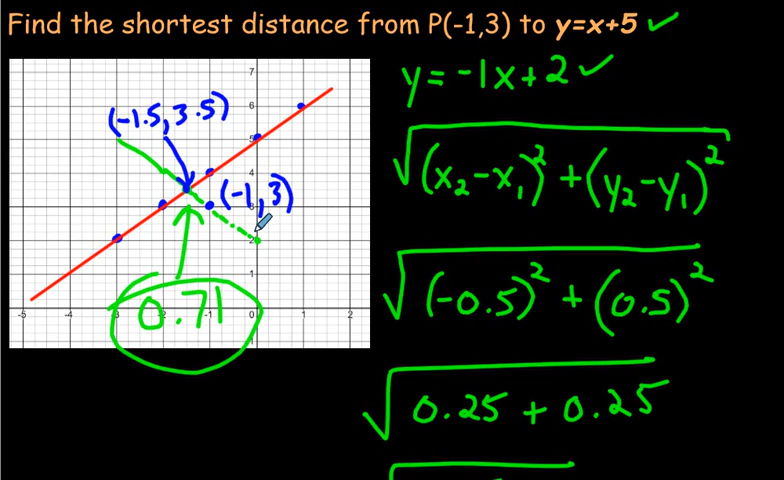 Find the shortest distance from P(-1,3) to y=x+5 ✓
y = -1x + 2 ✓
(-1.5, 3.5)
(-1, 3)
0.71
7
6
5
4
3
2
1
-5 -4 -3 -2 -1 0 2
√(x₂-x₁)² + (y₂-y₁)²
√(-0.5)² + (0.5)²
√0.25 + 0.25